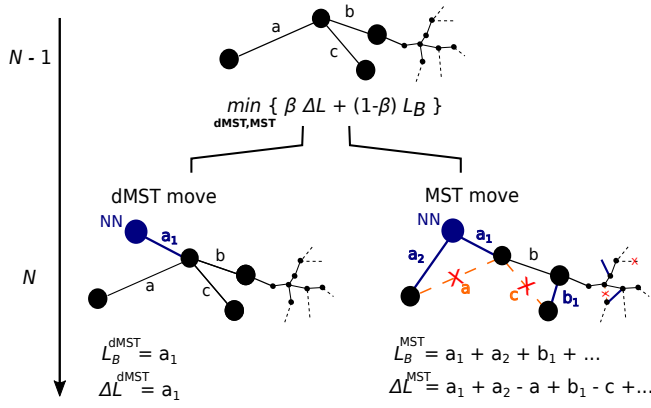 b
a
c
N - 1
min { β ΔL + (1-β) L_B }
dMST,MST
dMST move
MST move
NN
a₁
b
a
c
N
NN
a₁
a₂
b
a
c
b₁
x
x
L_B^dMST = a₁
ΔL^dMST = a₁
L_B^MST = a₁ + a₂ + b₁ + ...
ΔL^MST = a₁ + a₂ - a + b₁ - c +...